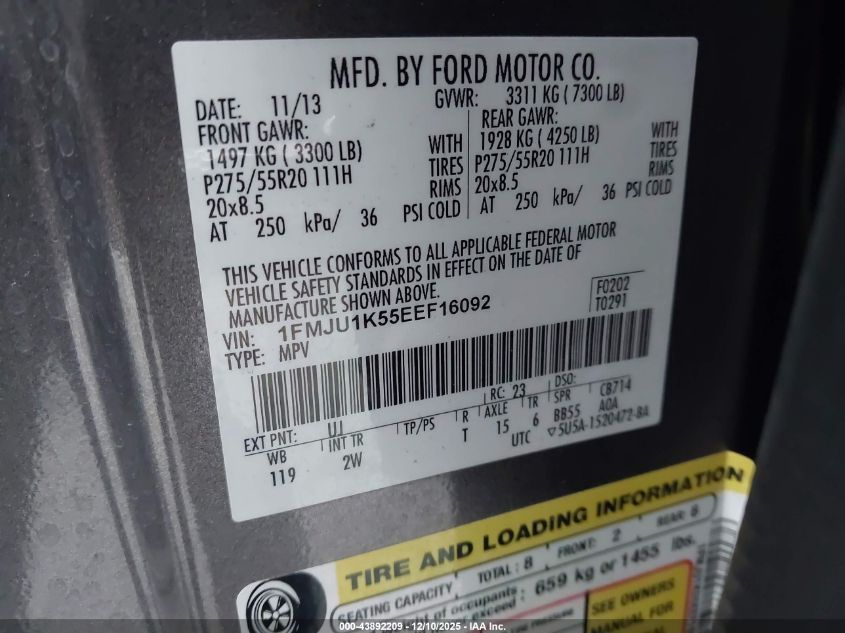 MFD. BY FORD MOTOR CO.
DATE: 11/13 GVWR: 3311 KG ( 7300 LB)
FRONT GAWR: REAR GAWR:
1497 KG ( 3300 LB) WITH 1928 KG ( 4250 LB) WITH
P275/55R20 111H TIRES P275/55R20 111H TIRES
20x8.5 RIMS 20x8.5 RIMS
AT 250 kPa/ 36 PSI COLD AT 250 kPa/ 36 PSI COLD
THIS VEHICLE CONFORMS TO ALL APPLICABLE FEDERAL MOTOR
VEHICLE SAFETY STANDARDS IN EFFECT ON THE DATE OF
MANUFACTURE SHOWN ABOVE.
F0202
T0291
VIN: 1FMJU1K55EEF16092
TYPE: MPV
EXT PNT: UJ RC: 23 DSO:
WB INT TR TP/PS R AXLE TR SPR CB714
119 2W T 15 6 BB55 AOA
UTC ▽5U5A-1520472-BA
TIRE AND LOADING INFORMATION
SEATING CAPACITY TOTAL: 8 FRONT: 2 REAR: 6
of occupants
exceed : 659 kg or 1455 lbs.
SEE OWNERS
MANUAL FOR
000-43892209 - 12/10/2025 - IAA Inc.